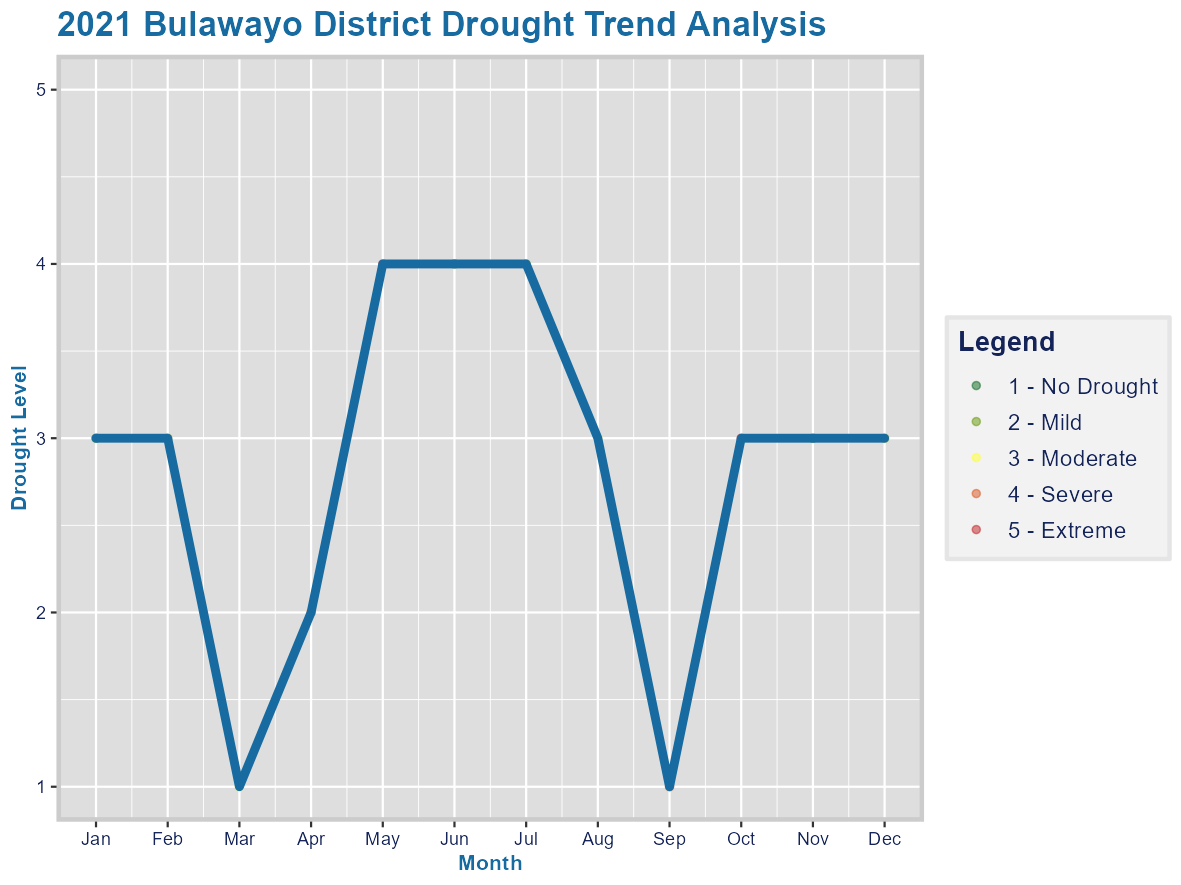 2021 Bulawayo District Drought Trend Analysis
5
4
3
2
1
Drought Level
Jan Feb Mar Apr May Jun Jul Aug Sep Oct Nov Dec
Month
Legend
1 - No Drought
2 - Mild
3 - Moderate
4 - Severe
5 - Extreme